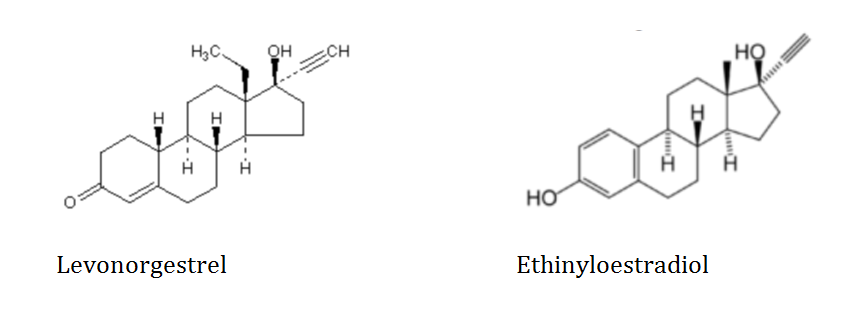 H₃C OH CH HO
H H H
H H H H
O HO
Levonorgestrel Ethinyloestradiol